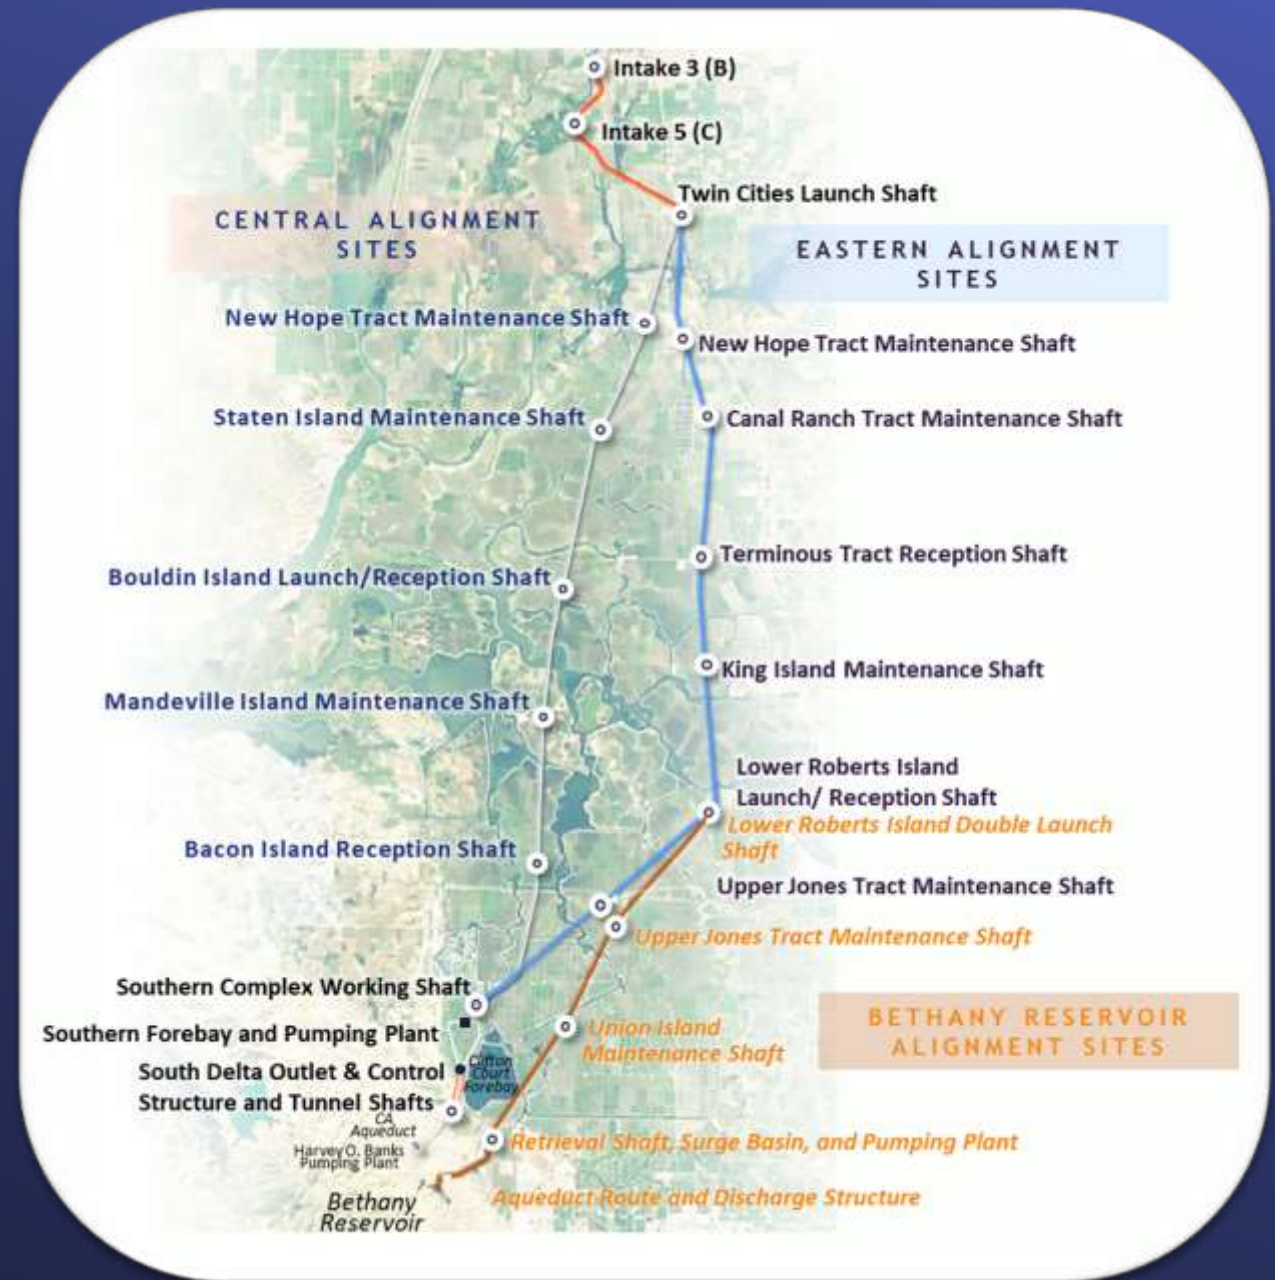 Intake 3 (B)
Intake 5 (C)
Twin Cities Launch Shaft
CENTRAL ALIGNMENT
SITES
EASTERN ALIGNMENT
SITES
New Hope Tract Maintenance Shaft
New Hope Tract Maintenance Shaft
Staten Island Maintenance Shaft
Canal Ranch Tract Maintenance Shaft
Terminous Tract Reception Shaft
Bouldin Island Launch/Reception Shaft
King Island Maintenance Shaft
Mandeville Island Maintenance Shaft
Lower Roberts Island
Launch/ Reception Shaft
Lower Roberts Island Double Launch
Shaft
Bacon Island Reception Shaft
Upper Jones Tract Maintenance Shaft
Upper Jones Tract Maintenance Shaft
Southern Complex Working Shaft
Southern Forebay and Pumping Plant
BETHANY RESERVOIR
ALIGNMENT SITES
Union Island
Maintenance Shaft
South Delta Outlet & Control
Structure and Tunnel Shafts
Clifton
Court
Forebay
CA
Aqueduct
Harvey O. Banks
Pumping Plant
Retrieval Shaft, Surge Basin, and Pumping Plant
Aqueduct Route and Discharge Structure
Bethany
Reservoir